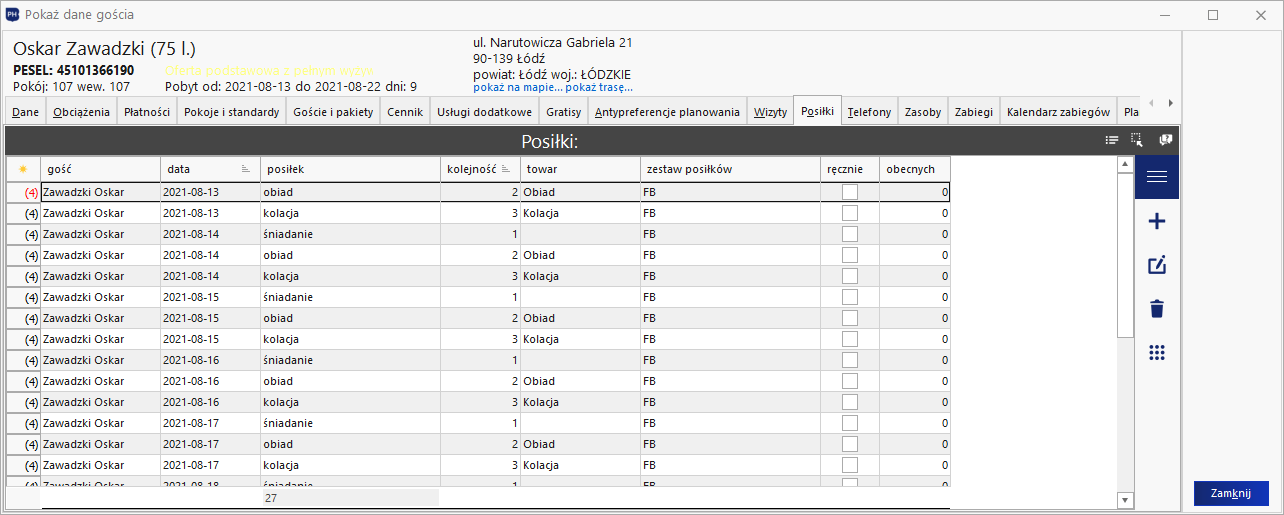 PH Pokaż dane gościa
Oskar Zawadzki (75 l.)
PESEL: 45101366190 Oferta podstawowa z pełnym wyżyw
Pokój: 107 wew. 107 Pobyt od: 2021-08-13 do 2021-08-22 dni: 9
ul. Narutowicza Gabriela 21
90-139 Łódź
powiat: Łódź woj.: ŁÓDZKIE
pokaż na mapie... pokaż trasę...
Dane Obciążenia Płatności Pokoje i standardy Goście i pakiety Cennik Usługi dodatkowe Gratisy Antypreferencje planowania Wizyty Posiłki Telefony Zasoby Zabiegi Kalendarz zabiegów Pla
Posiłki:
gość data posiłek kolejność towar zestaw posiłków ręcznie obecnych
(4) Zawadzki Oskar 2021-08-13 obiad 2 Obiad FB 0
(4) Zawadzki Oskar 2021-08-13 kolacja 3 Kolacja FB 0
(4) Zawadzki Oskar 2021-08-14 śniadanie 1 FB 0
(4) Zawadzki Oskar 2021-08-14 obiad 2 Obiad FB 0
(4) Zawadzki Oskar 2021-08-14 kolacja 3 Kolacja FB 0
(4) Zawadzki Oskar 2021-08-15 śniadanie 1 FB 0
(4) Zawadzki Oskar 2021-08-15 obiad 2 Obiad FB 0
(4) Zawadzki Oskar 2021-08-15 kolacja 3 Kolacja FB 0
(4) Zawadzki Oskar 2021-08-16 śniadanie 1 FB 0
(4) Zawadzki Oskar 2021-08-16 obiad 2 Obiad FB 0
(4) Zawadzki Oskar 2021-08-16 kolacja 3 Kolacja FB 0
(4) Zawadzki Oskar 2021-08-17 śniadanie 1 FB 0
(4) Zawadzki Oskar 2021-08-17 obiad 2 Obiad FB 0
(4) Zawadzki Oskar 2021-08-17 kolacja 3 Kolacja FB 0
(4) Zawadzki Oskar 2021-08-18 śniadanie 1 FB 0
27
Zamknij